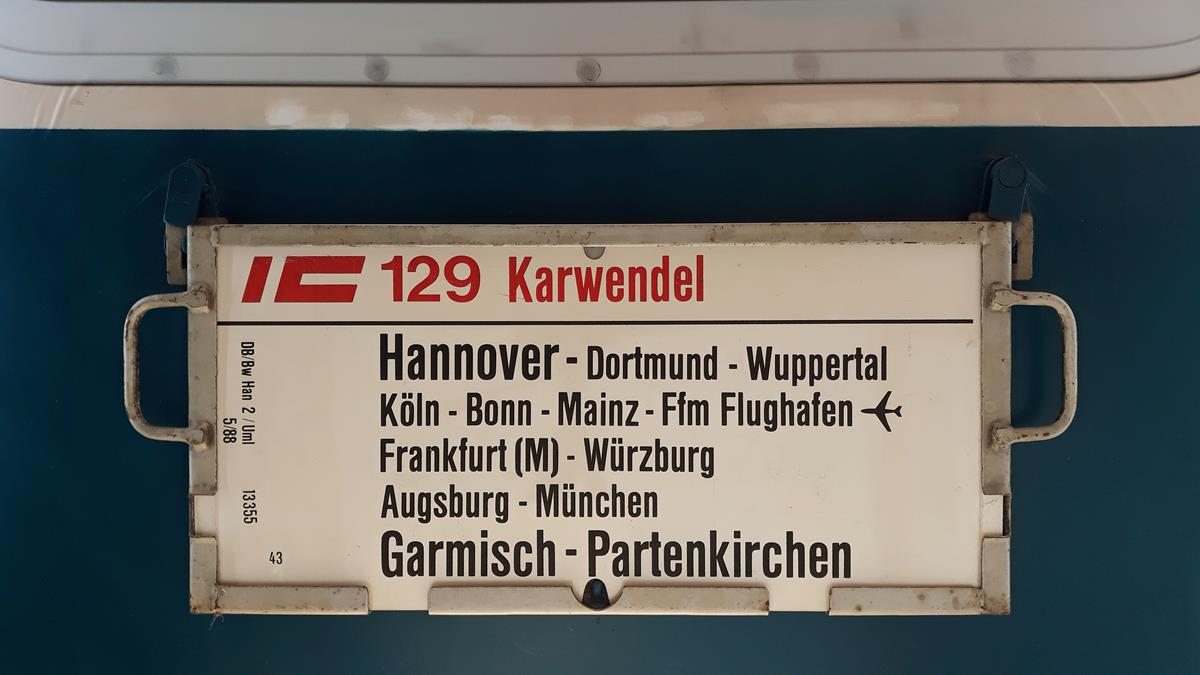 IC 129 Karwendel
Hannover - Dortmund - Wuppertal
Köln - Bonn - Mainz - Ffm Flughafen
Frankfurt (M) - Würzburg
Augsburg - München
Garmisch - Partenkirchen
DB/Bw Han 2 / Uml
5/88
13355
43